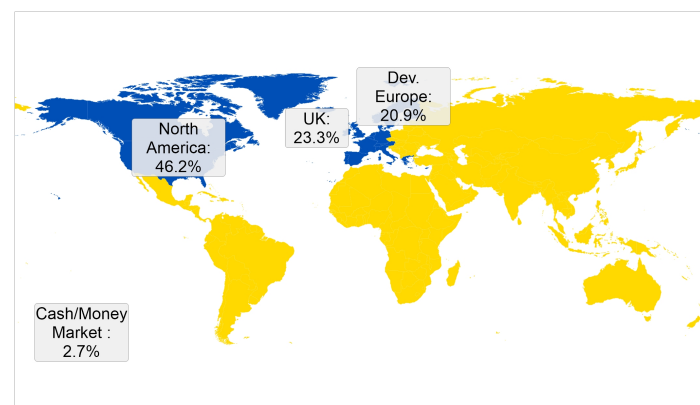 Dev.
Europe:
20.9%
UK:
23.3%
North
America:
46.2%
Cash/Money
Market :
2.7%